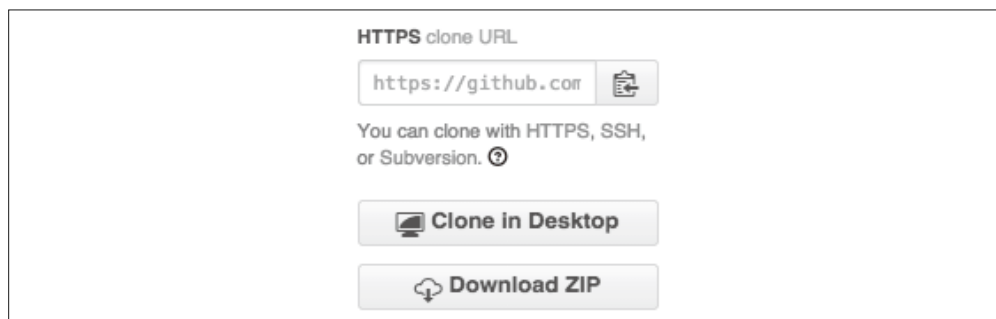 HTTPS clone URL
https://github.com
You can clone with HTTPS, SSH,
or Subversion.
Clone in Desktop
Download ZIP